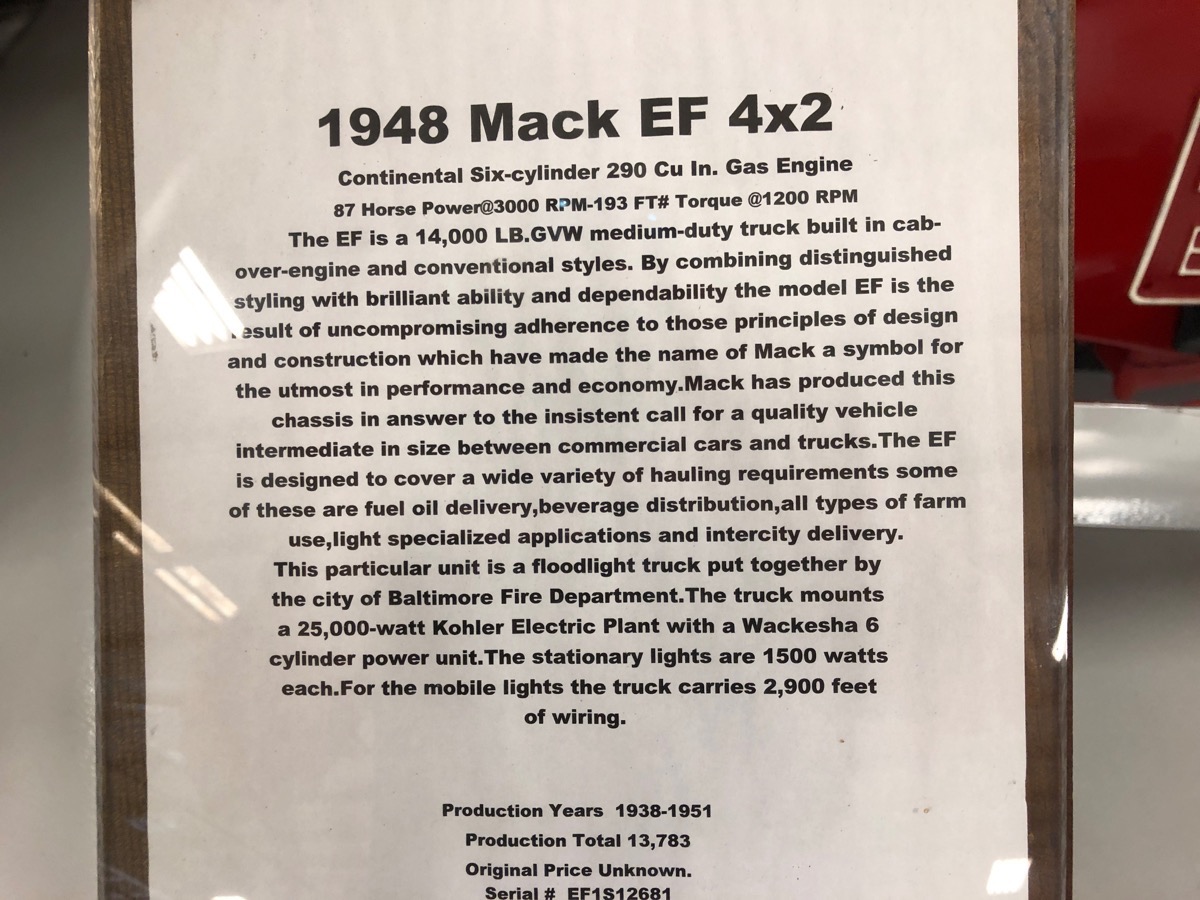 1948 Mack EF 4x2
Continental Six-cylinder 290 Cu In. Gas Engine
87 Horse Power@3000 RPM-193 FT# Torque @1200 RPM
The EF is a 14,000 LB.GVW medium-duty truck built in cab-
over-engine and conventional styles. By combining distinguished
styling with brilliant ability and dependability the model EF is the
result of uncompromising adherence to those principles of design
and construction which have made the name of Mack a symbol for
the utmost in performance and economy.Mack has produced this
chassis in answer to the insistent call for a quality vehicle
intermediate in size between commercial cars and trucks.The EF
is designed to cover a wide variety of hauling requirements some
of these are fuel oil delivery,beverage distribution,all types of farm
use,light specialized applications and intercity delivery.
This particular unit is a floodlight truck put together by
the city of Baltimore Fire Department.The truck mounts
a 25,000-watt Kohler Electric Plant with a Wackesha 6
cylinder power unit.The stationary lights are 1500 watts
each.For the mobile lights the truck carries 2,900 feet
of wiring.
Production Years 1938-1951
Production Total 13,783
Original Price Unknown.
Serial # EF1S12681